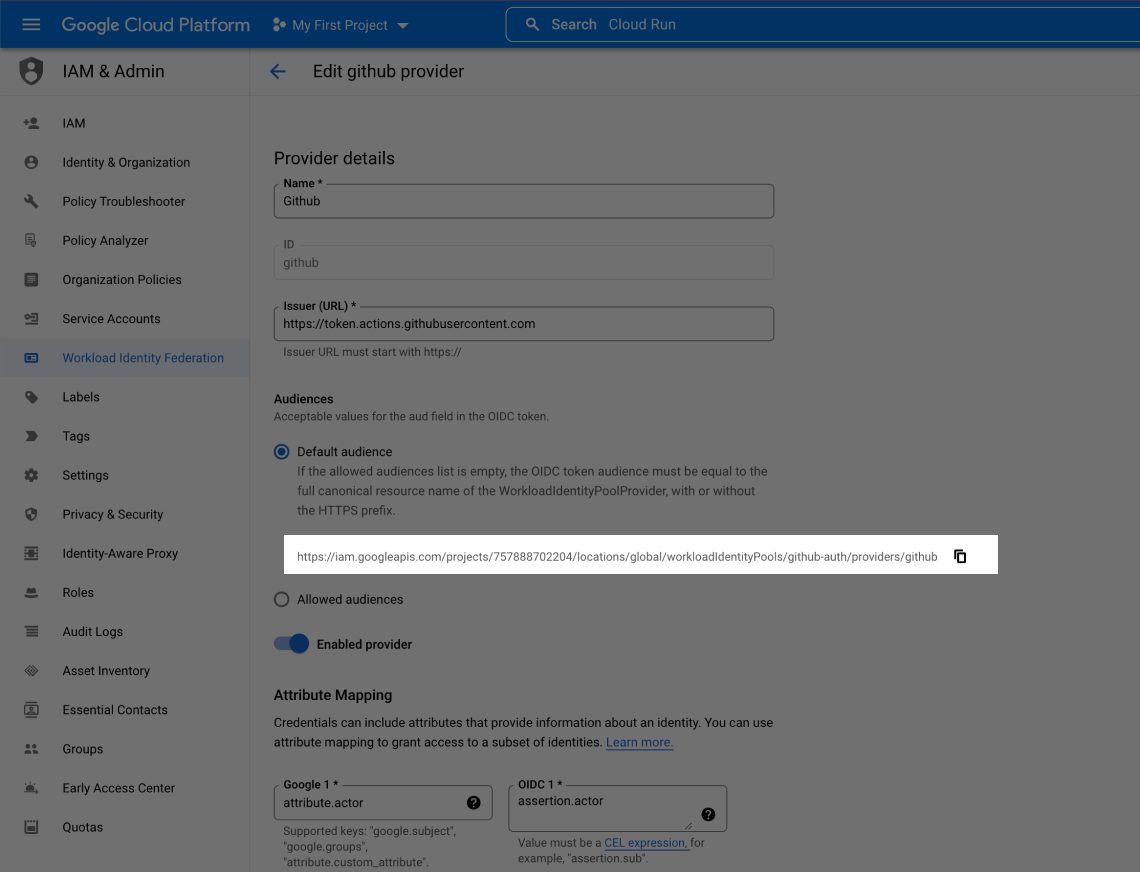 Google Cloud Platform
My First Project
Search Cloud Run
IAM & Admin
Edit github provider
IAM
Identity & Organization
Policy Troubleshooter
Policy Analyzer
Organization Policies
Service Accounts
Workload Identity Federation
Labels
Tags
Settings
Privacy & Security
Identity-Aware Proxy
Roles
Audit Logs
Asset Inventory
Essential Contacts
Groups
Early Access Center
Quotas
Provider details
Name *
Github
ID
github
Issuer (URL) *
https://token.actions.githubusercontent.com
Issuer URL must start with https://
Audiences
Acceptable values for the aud field in the OIDC token.
Default audience
If the allowed audiences list is empty, the OIDC token audience must be equal to the
full canonical resource name of the WorkloadIdentityPoolProvider, with or without
the HTTPS prefix.
https://iam.googleapis.com/projects/757888702204/locations/global/workloadIdentityPools/github-auth/providers/github
Allowed audiences
Enabled provider
Attribute Mapping
Credentials can include attributes that provide information about an identity. You can use
attribute mapping to grant access to a subset of identities. Learn more.
Google 1 *
attribute.actor
Supported keys: "google.subject",
"google.groups",
"attribute.custom_attribute".
OIDC 1 *
assertion.actor
Value must be a CEL expression, for
example, "assertion.sub".